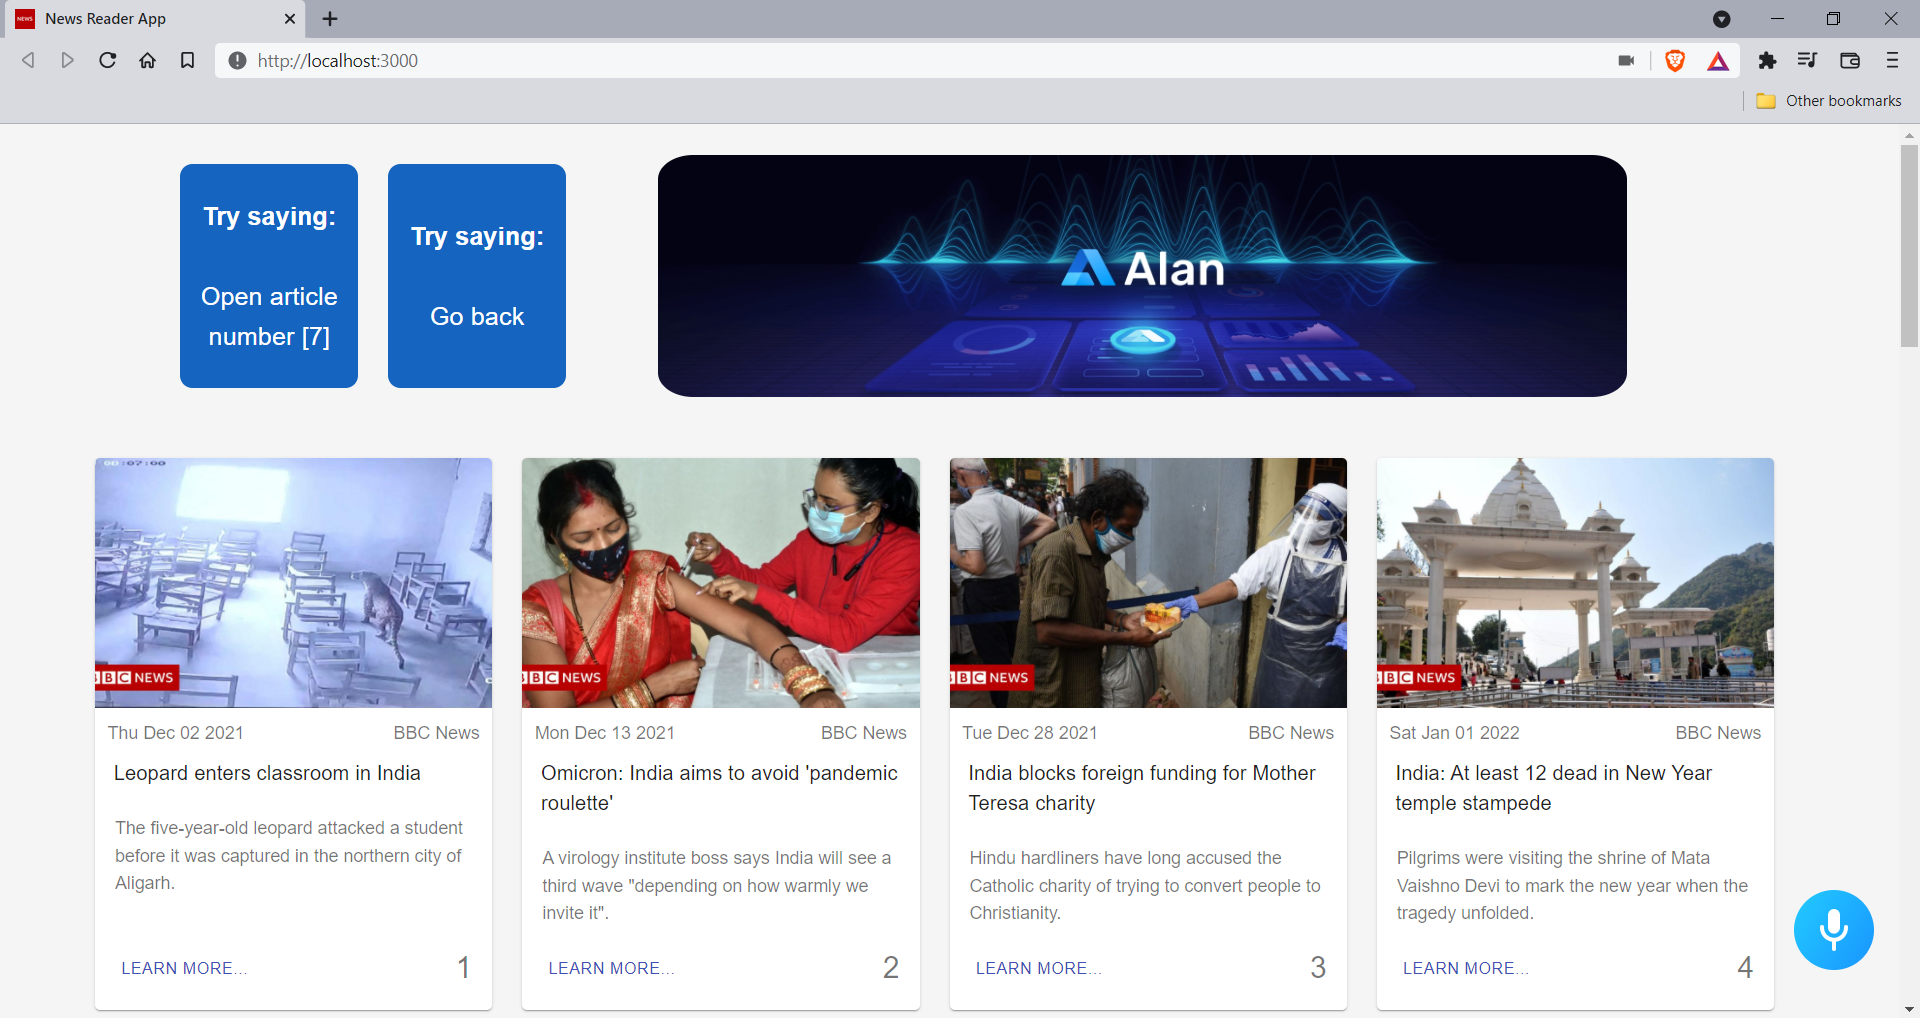 NEWS News Reader App
http://localhost:3000
Other bookmarks
Try saying:
Open article
number [7]
Try saying:
Go back
Alan
BBC NEWS
Thu Dec 02 2021 BBC News
Leopard enters classroom in India
The five-year-old leopard attacked a student
before it was captured in the northern city of
Aligarh.
LEARN MORE... 1
BBC NEWS
Mon Dec 13 2021 BBC News
Omicron: India aims to avoid 'pandemic
roulette'
A virology institute boss says India will see a
third wave "depending on how warmly we
invite it".
LEARN MORE... 2
BBC NEWS
Tue Dec 28 2021 BBC News
India blocks foreign funding for Mother
Teresa charity
Hindu hardliners have long accused the
Catholic charity of trying to convert people to
Christianity.
LEARN MORE... 3
BBC NEWS
Sat Jan 01 2022 BBC News
India: At least 12 dead in New Year
temple stampede
Pilgrims were visiting the shrine of Mata
Vaishno Devi to mark the new year when the
tragedy unfolded.
LEARN MORE... 4